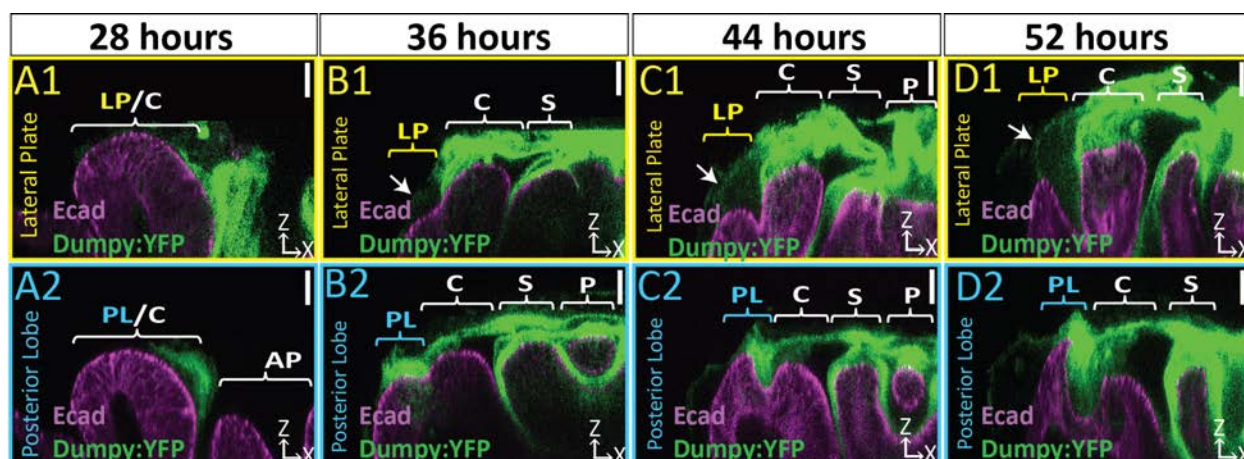 28 hours
36 hours
44 hours
52 hours
A1
LP/C
Lateral Plate
Ecad
Dumpy:YFP
Z
X
B1
C
S
LP
Lateral Plate
Ecad
Dumpy:YFP
Z
X
C1
C
S
P
LP
Lateral Plate
Ecad
Dumpy:YFP
Z
X
D1
LP
C
S
Lateral Plate
Ecad
Dumpy:YFP
Z
X
A2
PL/C
AP
Posterior Lobe
Ecad
Dumpy:YFP
Z
X
B2
C
S
P
PL
Posterior Lobe
Ecad
Dumpy:YFP
Z
X
C2
PL
C
S
P
Posterior Lobe
Ecad
Dumpy:YFP
Z
X
D2
PL
C
S
Posterior Lobe
Ecad
Dumpy:YFP
Z
X